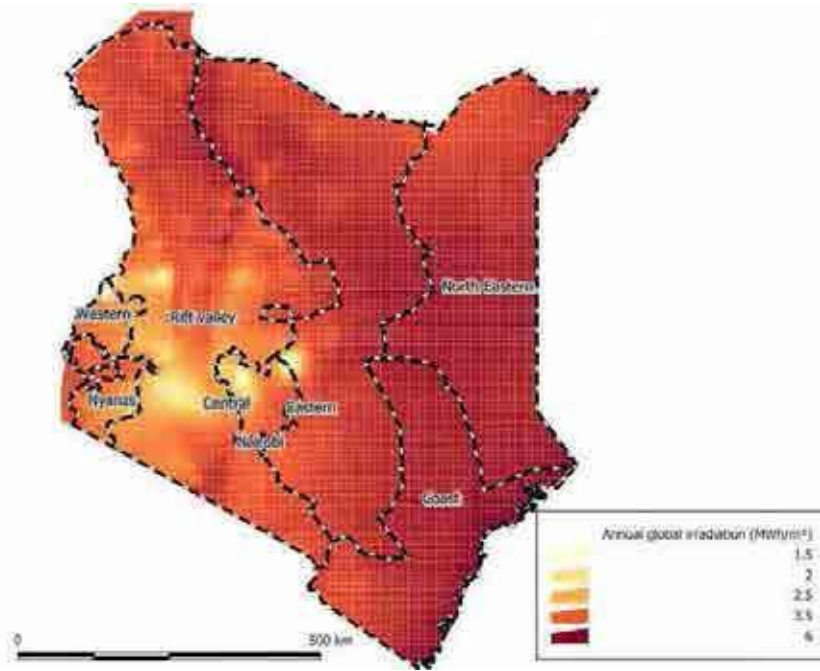 North Eastern
Western
Rift Valley
Nyanas
Central
Eastern
Nairobi
Coast
Annual global irradiation (MWh/m²)
1.5
2
2.5
3.5
6
0
500 km